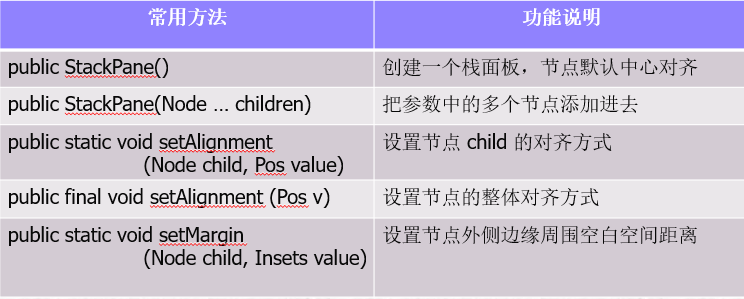 常用方法 功能说明
public StackPane() 创建一个栈面板，节点默认中心对齐
public StackPane(Node … children) 把参数中的多个节点添加进去
public static void setAlignment 设置节点 child 的对齐方式
(Node child, Pos value)
public final void setAlignment (Pos v) 设置节点的整体对齐方式
public static void setMargin 设置节点外侧边缘周围空白空间距离
(Node child, Insets value)